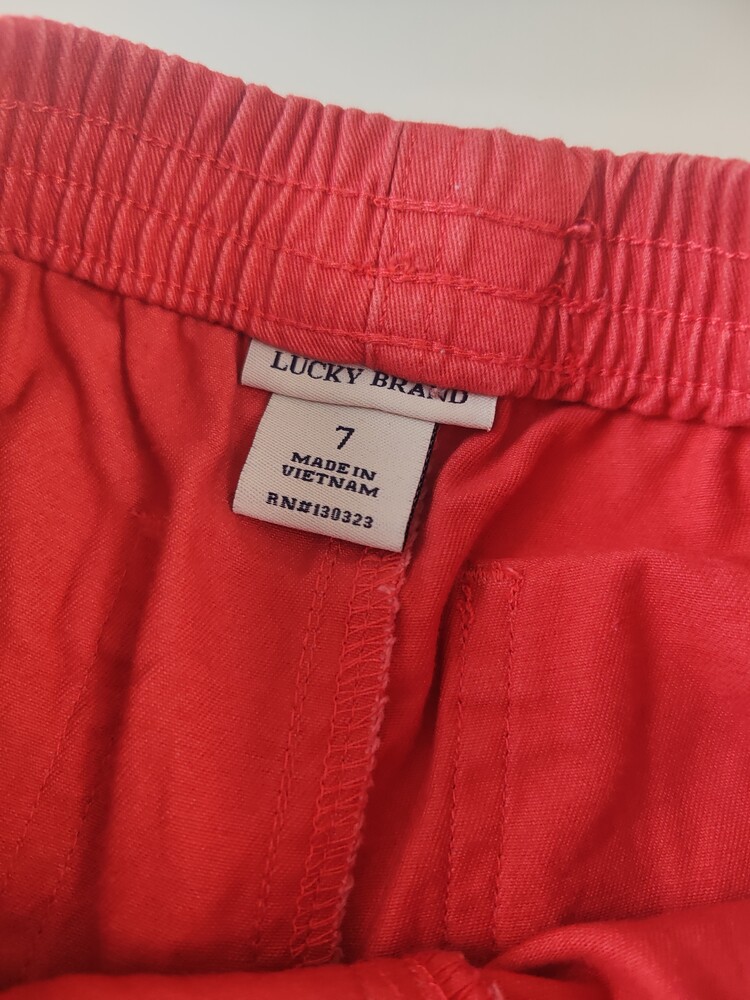 LUCKY BRAND
7
MADE IN
VIETNAM
RN#130323